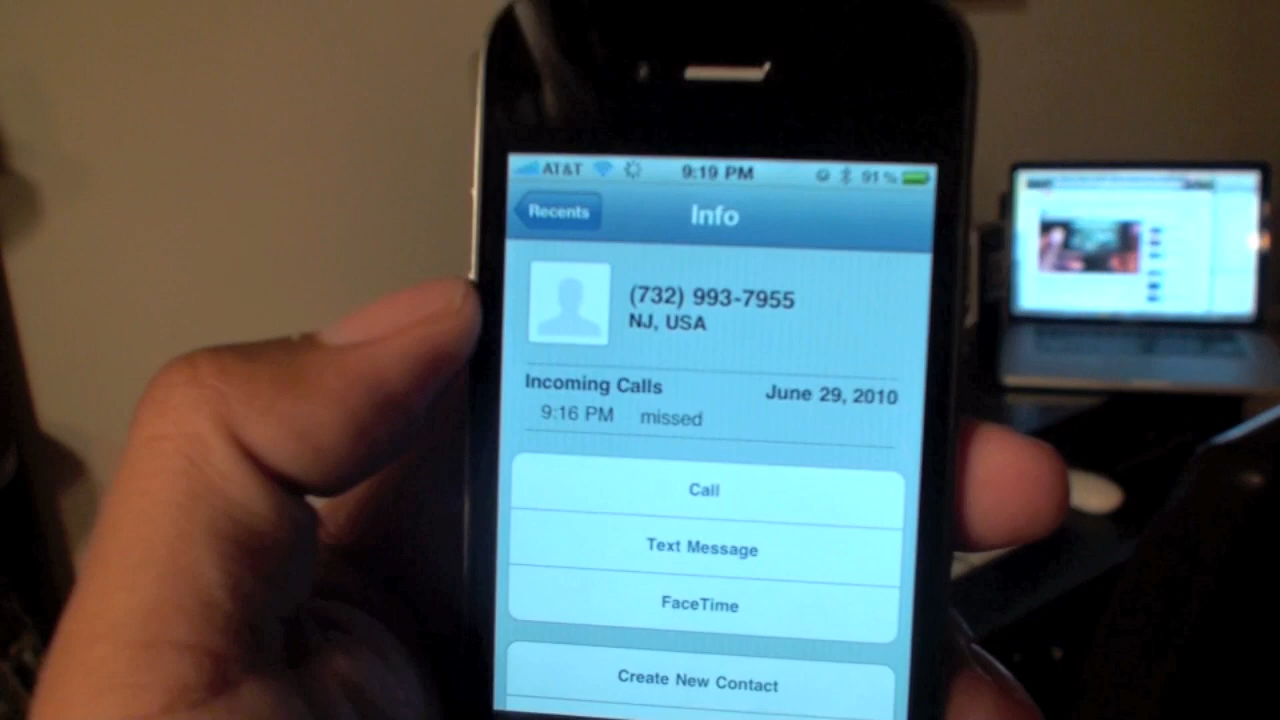 AT&T 9:19 PM 91%
Recents Info
(732) 993-7955
NJ, USA
Incoming Calls June 29, 2010
9:16 PM missed
Call
Text Message
FaceTime
Create New Contact